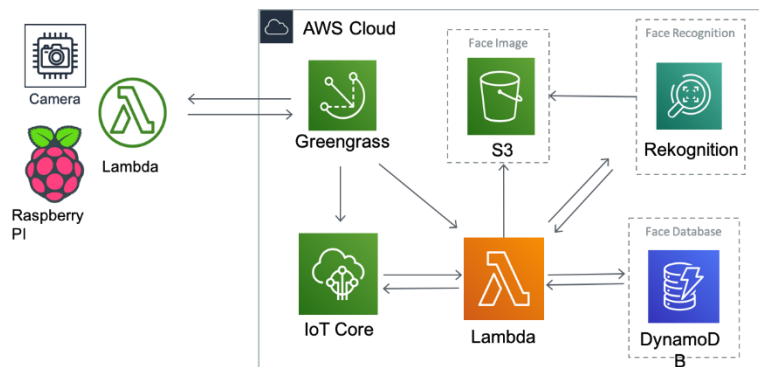 AWS Cloud
Camera
Lambda
Raspberry
PI
Greengrass
Face Image
S3
Face Recognition
Rekognition
IoT Core
Lambda
Face Database
DynamoD
B